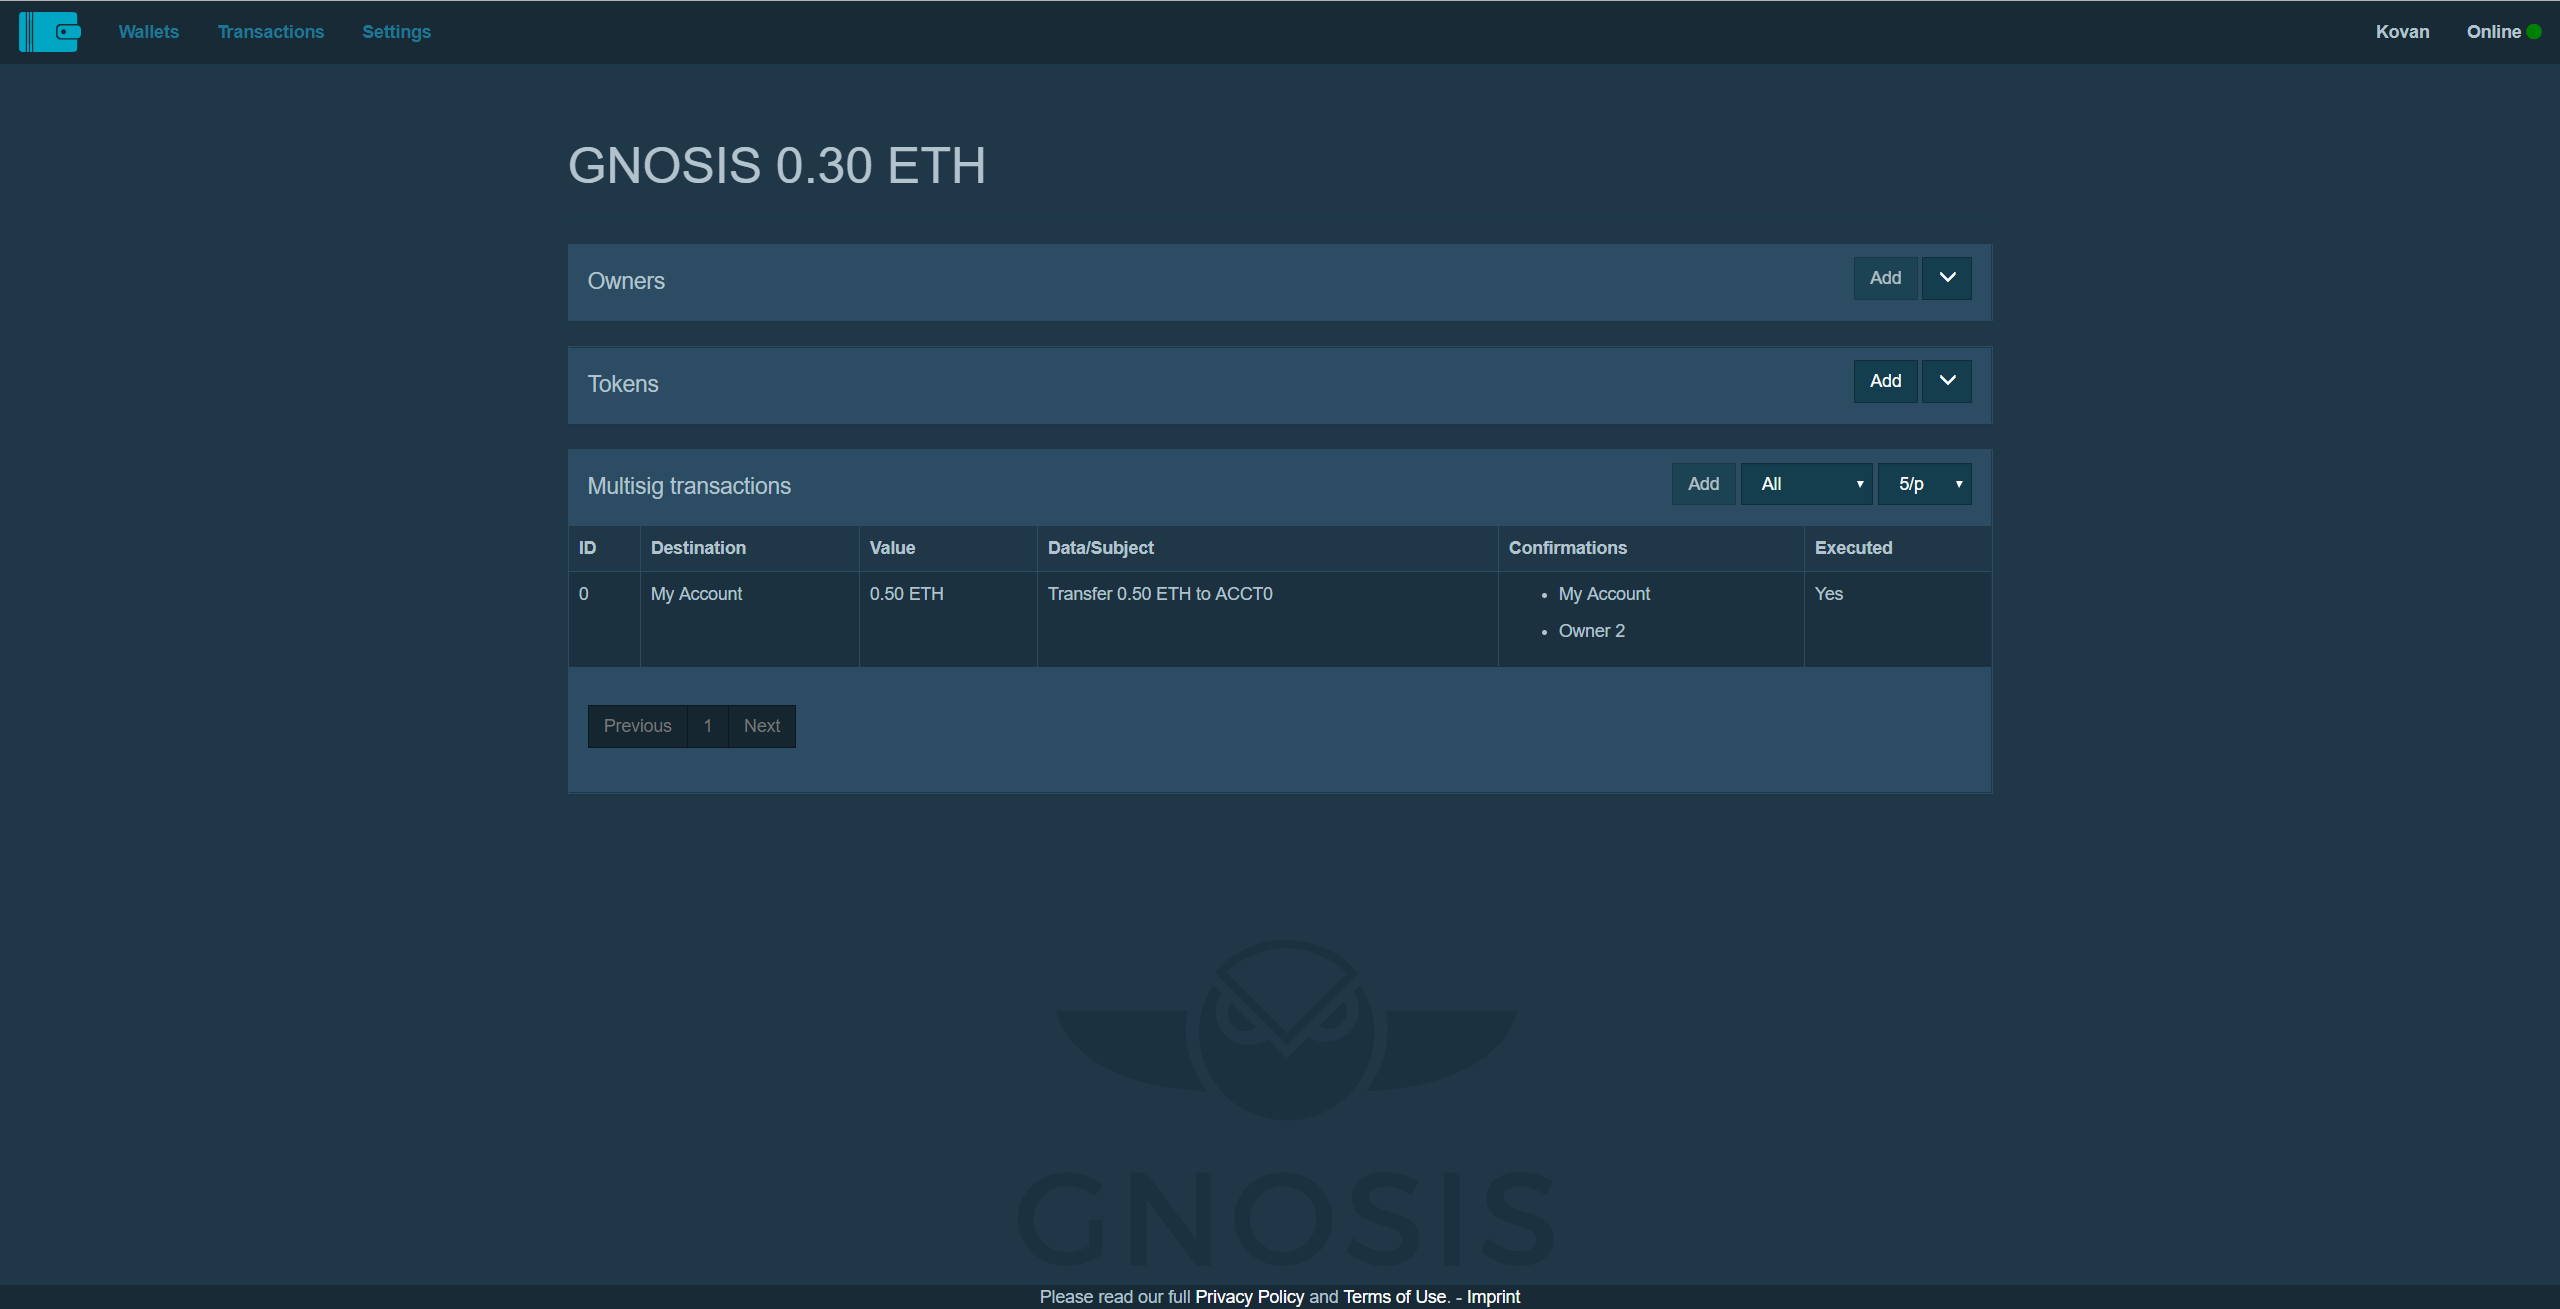 Wallets Transactions Settings Kovan Online
GNOSIS 0.30 ETH
Owners Add
Tokens Add
Multisig transactions Add All 5/p
ID Destination Value Data/Subject Confirmations Executed
0 My Account 0.50 ETH Transfer 0.50 ETH to ACCT0 • My Account Yes
• Owner 2
Previous 1 Next
GNOSIS
Please read our full Privacy Policy and Terms of Use. - Imprint